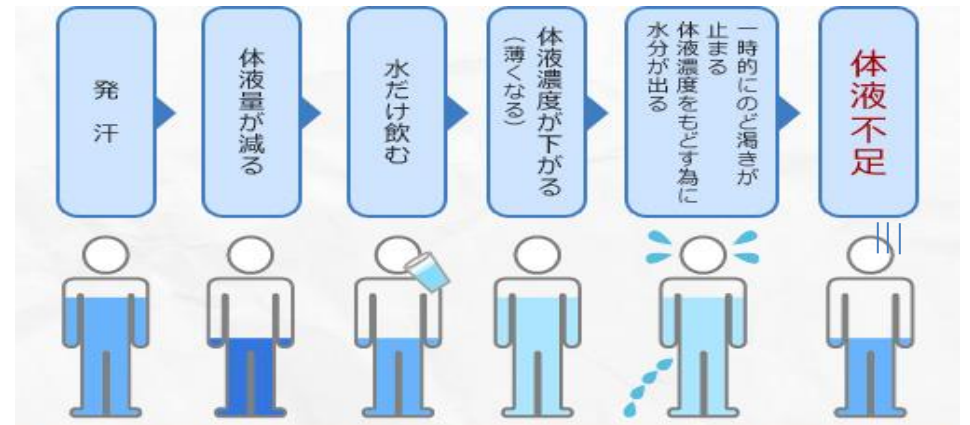 発 汗
体液量が減る
水だけ飲む
体液濃度が下がる
（薄くなる）
一時的にのど渇きが
止まる
体液濃度をもどす為に
水分が出る
体液不足